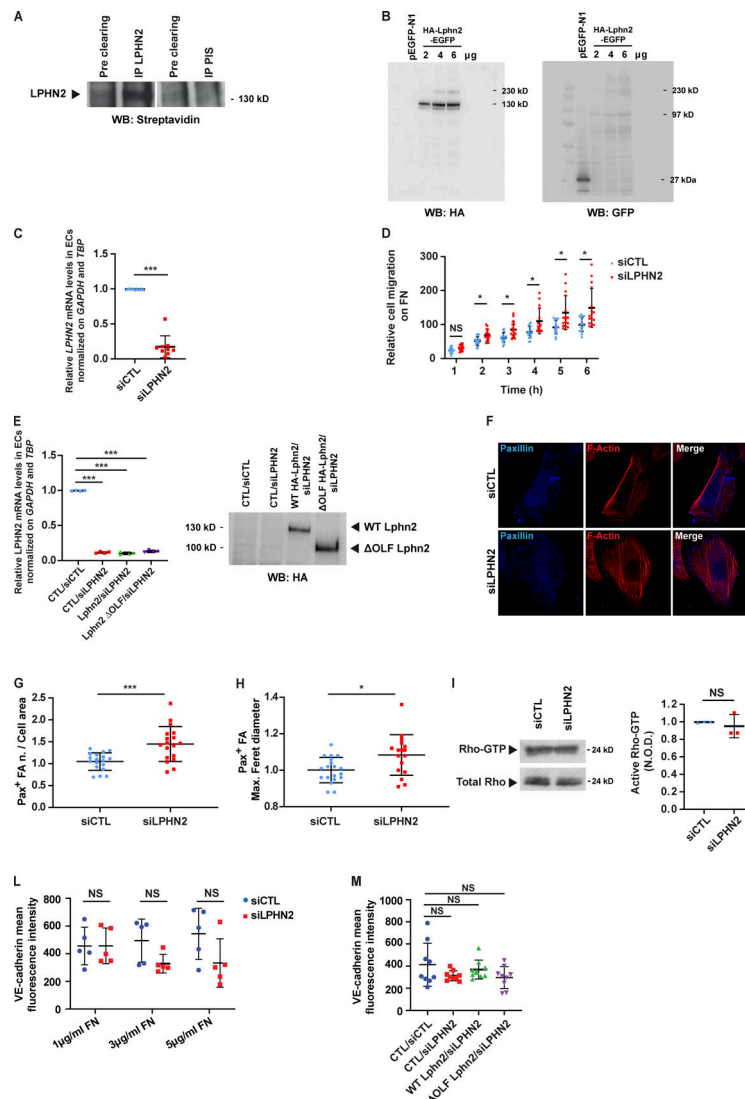 A
Pre clearing
IP LPHN2
Pre clearing
IP PIS
LPHN2
- 130 kD
WB: Streptavidin
B
pEGFP-N1
HA-Lphn2
-EGFP
2 4 6 µg
- 230 kD
- 130 kD
WB: HA
pEGFP-N1
HA-Lphn2
-EGFP
2 4 6
- 230 kD
- 97 kD
- 27 kDa
WB: GFP
C
Relative LPHN2 mRNA levels in ECs
normalized on GAPDH and TBP
1.5
1.0
0.5
0.0
***
siCTL
siLPHN2
D
Relative cell migration
on FN
300
200
100
0
NS
*
*
*
*
*
siCTL
siLPHN2
1 2 3 4 5 6
Time (h)
E
Relative LPHN2 mRNA levels in ECs
normalized on GAPDH and TBP
2.0
1.5
1.0
0.5
0.0
***
***
***
CTL/siCTL
CTL/siLPHN2
Lphn2/siLPHN2
Lphn2 ΔOLF/siLPHN2
CTL/siCTL
CTL/siLPHN2
WT HA-Lphn2/
siLPHN2
ΔOLF HA-Lphn2/
siLPHN2
130 kD -
100 kD -
WT Lphn2
ΔOLF Lphn2
WB: HA
F
siCTL
Paxillin
F-Actin
Merge
siLPHN2
Paxillin
F-Actin
Merge
G
Pax+ FA n. / Cell area
2.5
2.0
1.5
1.0
0.5
0.0
***
siCTL
siLPHN2
H
Pax+ FA
Max. Feret diameter
1.4
1.2
1.0
0.8
*
siCTL
siLPHN2
I
siCTL
siLPHN2
Rho-GTP
- 24 kD
Total Rho
- 24 kD
Active Rho-GTP
(N.O.D.)
1.0
0.8
0.6
0.4
0.2
0.0
NS
siCTL
siLPHN2
L
VE-cadherin mean
fluorescence intensity
800
600
400
200
0
NS
NS
NS
siCTL
siLPHN2
1µg/ml FN
3µg/ml FN
5µg/ml FN
M
VE-cadherin mean
fluorescence intensity
1000
800
600
400
200
0
NS
NS
NS
CTL/siCTL
CTL/siLPHN2
WT Lphn2/siLPHN2
ΔOLF Lphn2/siLPHN2